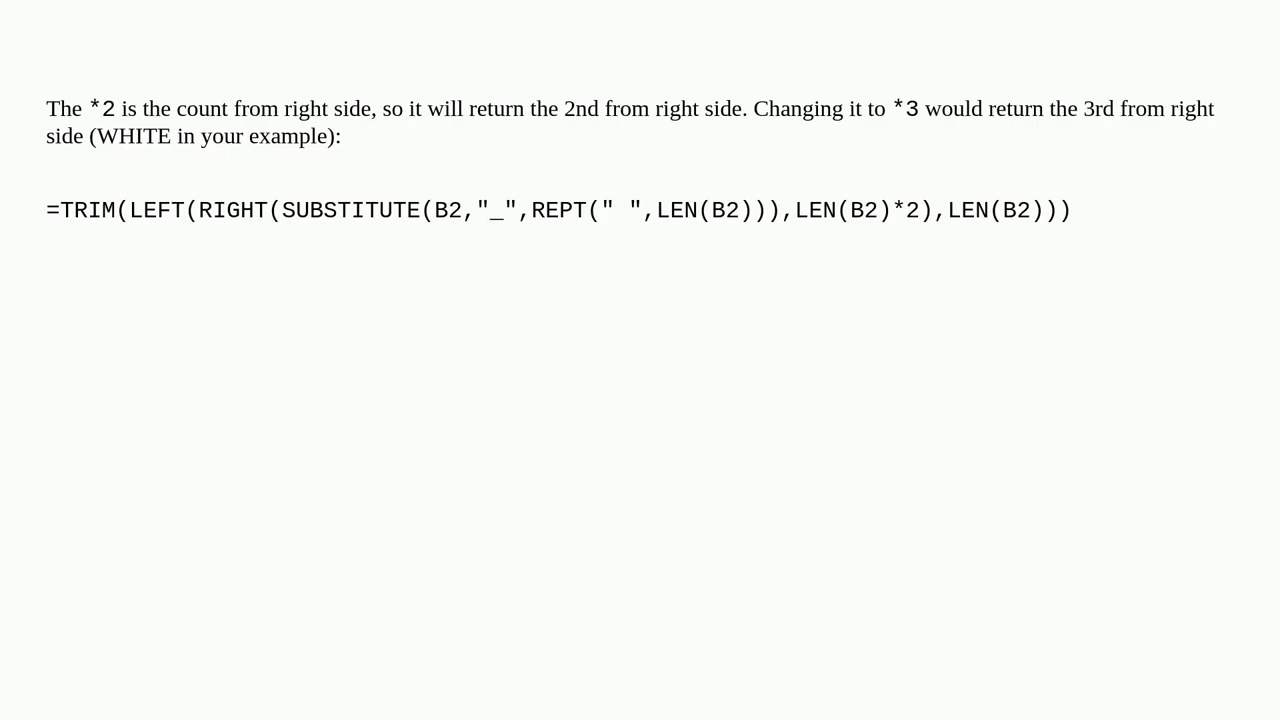 The *2 is the count from right side, so it will return the 2nd from right side. Changing it to *3 would return the 3rd from right
side (WHITE in your example):
=TRIM(LEFT(RIGHT(SUBSTITUTE(B2,"_",REPT(" ",LEN(B2))),LEN(B2)*2),LEN(B2)))